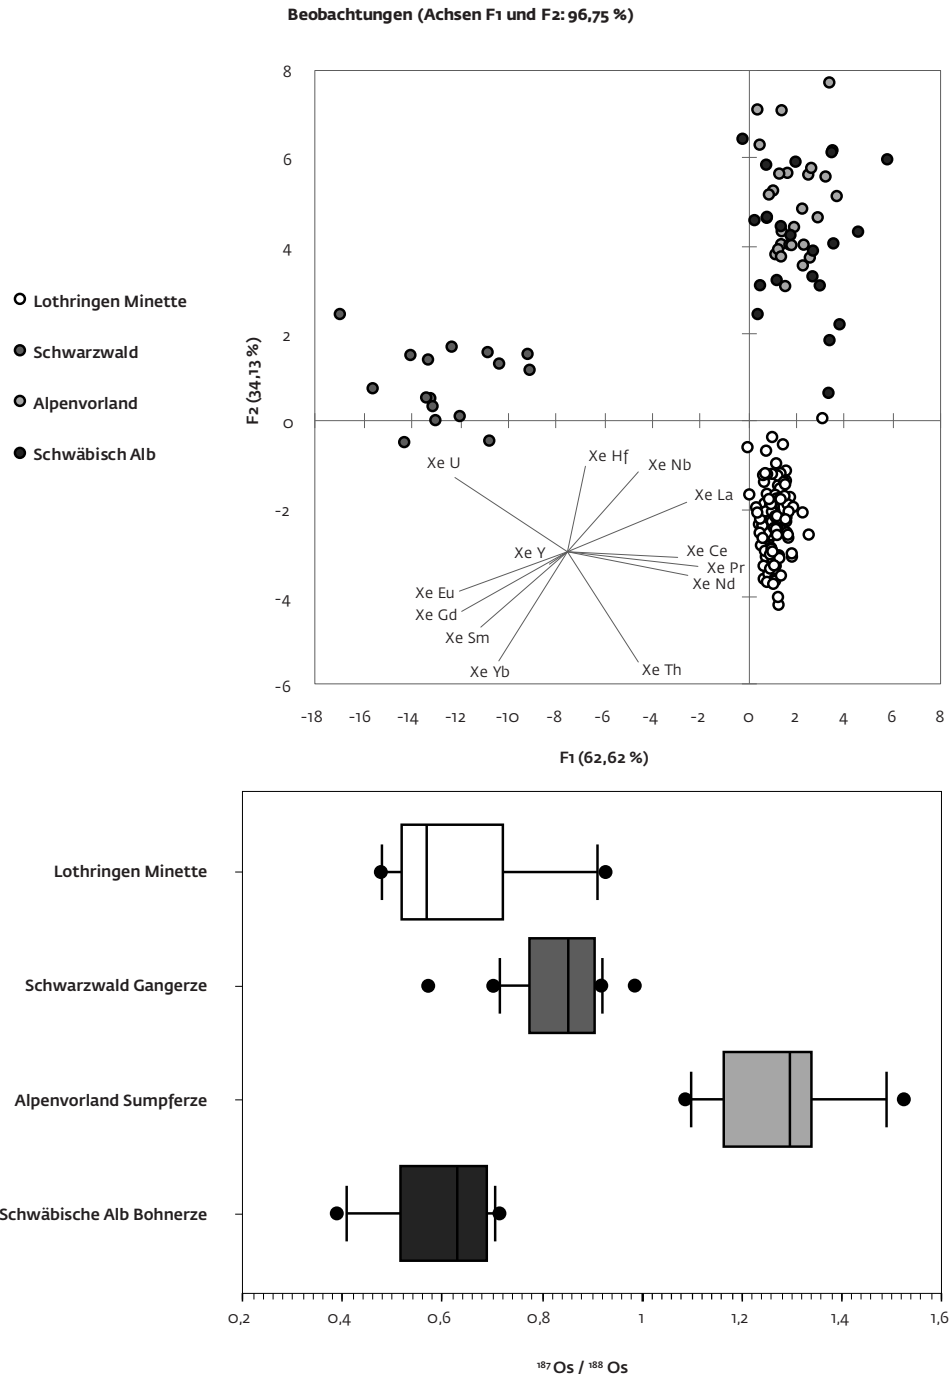 Beobachtungen (Achsen F1 und F2: 96,75 %)
Lothringen Minette
Schwarzwald
Alpenvorland
Schwäbisch Alb
F2 (34,13 %)
8
6
4
2
0
-2
-4
-6
Xe U
Xe Hf
Xe Nb
Xe La
Xe Y
Xe Ce
Xe Pr
Xe Nd
Xe Eu
Xe Gd
Xe Sm
Xe Yb
Xe Th
-18 -16 -14 -12 -10 -8 -6 -4 -2 0 2 4 6 8
F1 (62,62 %)
Lothringen Minette
Schwarzwald Gangerze
Alpenvorland Sumpferze
Schwäbische Alb Bohnerze
0,2 0,4 0,6 0,8 1 1,2 1,4 1,6
¹⁸⁷Os / ¹⁸⁸ Os